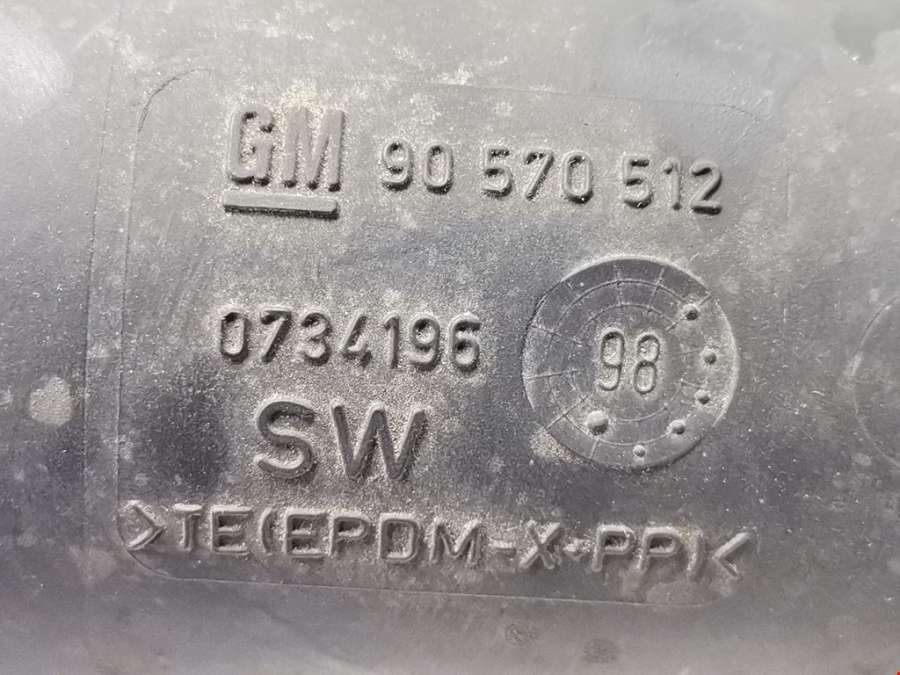 GM 90 570 512
0734196
98
SW
>TE(EPDM-X+PP)<